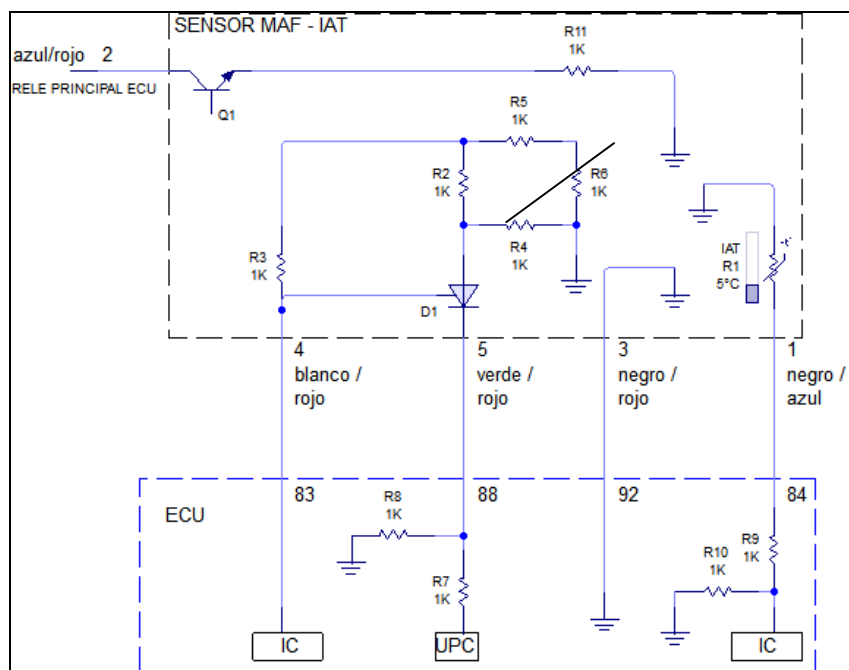 SENSOR MAF - IAT
azul/rojo 2
RELE PRINCIPAL ECU
Q1
R11
1K
R5
1K
R2
1K
R6
1K
R4
1K
R3
1K
D1
IAT
R1
5°C
-t°
4
blanco /
rojo
5
verde /
rojo
3
negro /
rojo
1
negro /
azul
ECU
83
88
92
84
R8
1K
R7
1K
R9
1K
R10
1K
IC
UPC
IC